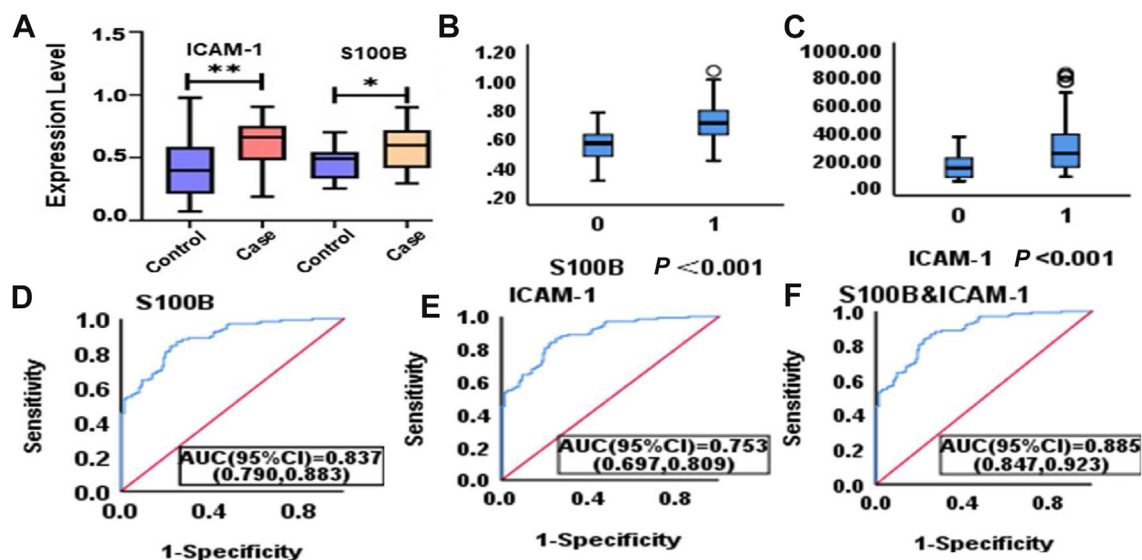 A
Expression Level
1.5
1.0
0.5
0.0
ICAM-1
**
S100B
*
Control
Case
Control
Case
B
1.20
1.00
.80
.60
.40
.20
0
1
S100B P<0.001
C
1000.00
800.00
600.00
400.00
200.00
.00
0
1
ICAM-1 P<0.001
D
S100B
Sensitivity
1.0
0.8
0.6
0.4
0.2
0.0
AUC(95%CI)=0.837
(0.790,0.883)
0.0
0.4
0.8
1-Specificity
E
ICAM-1
Sensitivity
1.0
0.8
0.6
0.4
0.2
0.0
AUC(95%CI)=0.753
(0.697,0.809)
0.0
0.4
0.8
1-Specificity
F
S100B&ICAM-1
Sensitivity
1.0
0.8
0.6
0.4
0.2
0.0
AUC(95%CI)=0.885
(0.847,0.923)
0.0
0.4
0.8
1-Specificity